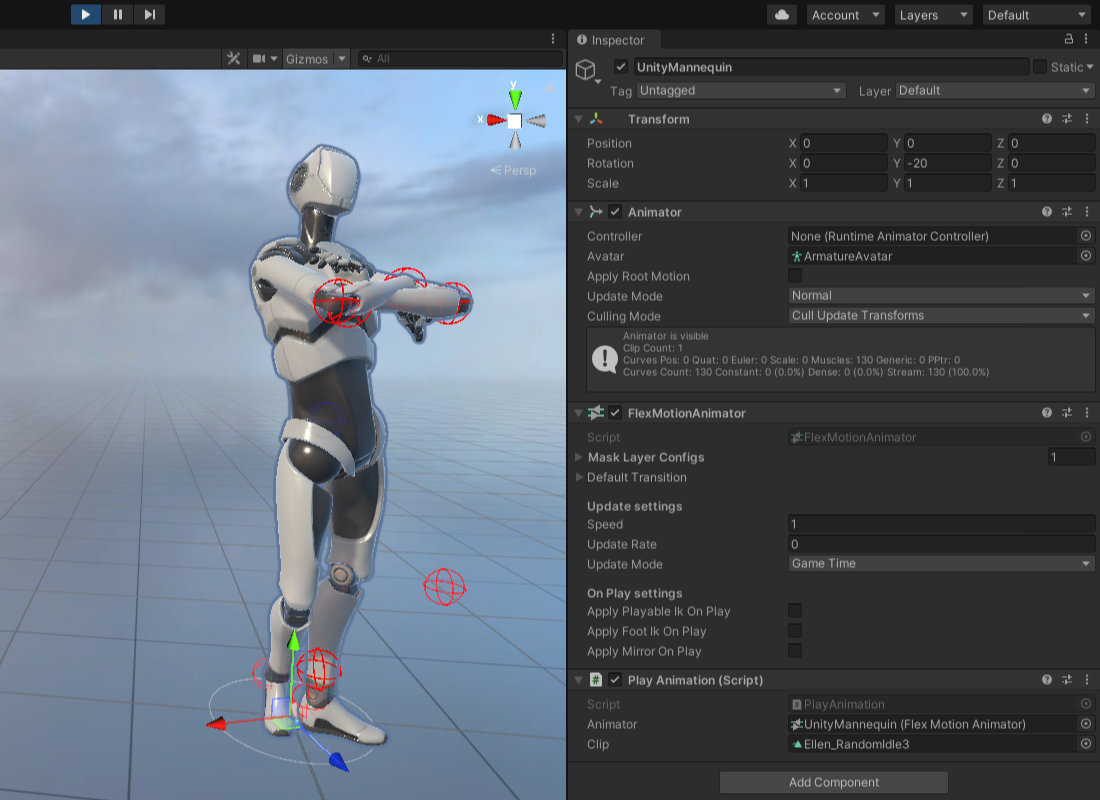 Account
Layers
Default
Gizmos
All
y
x
Persp
Inspector
UnityMannequin
Static
Tag Untagged
Layer Default
Transform
Position X 0 Y 0 Z 0
Rotation X 0 Y -20 Z 0
Scale X 1 Y 1 Z 1
Animator
Controller None (Runtime Animator Controller)
Avatar ArmatureAvatar
Apply Root Motion
Update Mode Normal
Culling Mode Cull Update Transforms
Animator is visible
Clip Count: 1
Curves Pos: 0 Quat: 0 Euler: 0 Scale: 0 Muscles: 130 Generic: 0 PPtr: 0
Curves Count: 130 Constant: 0 (0.0%) Dense: 0 (0.0%) Stream: 130 (100.0%)
FlexMotionAnimator
Script FlexMotionAnimator
Mask Layer Configs 1
Default Transition
Update settings
Speed 1
Update Rate 0
Update Mode Game Time
On Play settings
Apply Playable Ik On Play
Apply Foot Ik On Play
Apply Mirror On Play
# Play Animation (Script)
Script PlayAnimation
Animator UnityMannequin (Flex Motion Animator)
Clip Ellen_RandomIdle3
Add Component